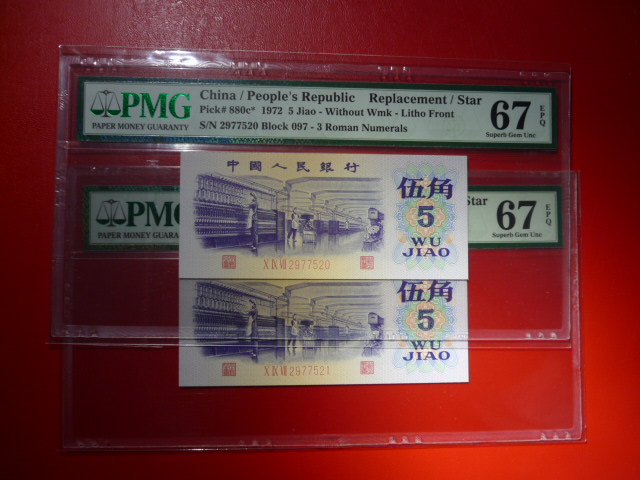 PMG
PAPER MONEY GUARANTY
China / People's Republic Replacement / Star
Pick# 880c* 1972 5 Jiao - Without Wmk - Litho Front
S/N 2977520 Block 097 - 3 Roman Numerals
67 EPQ
Superb Gem Unc
中國人民銀行
伍角
5
WU
JIAO
X IX VII 2977520
PMG
PAPER MONEY
Star
67 EPQ
Superb Gem Unc
伍角
5
WU
JIAO
X IX VII 2977521